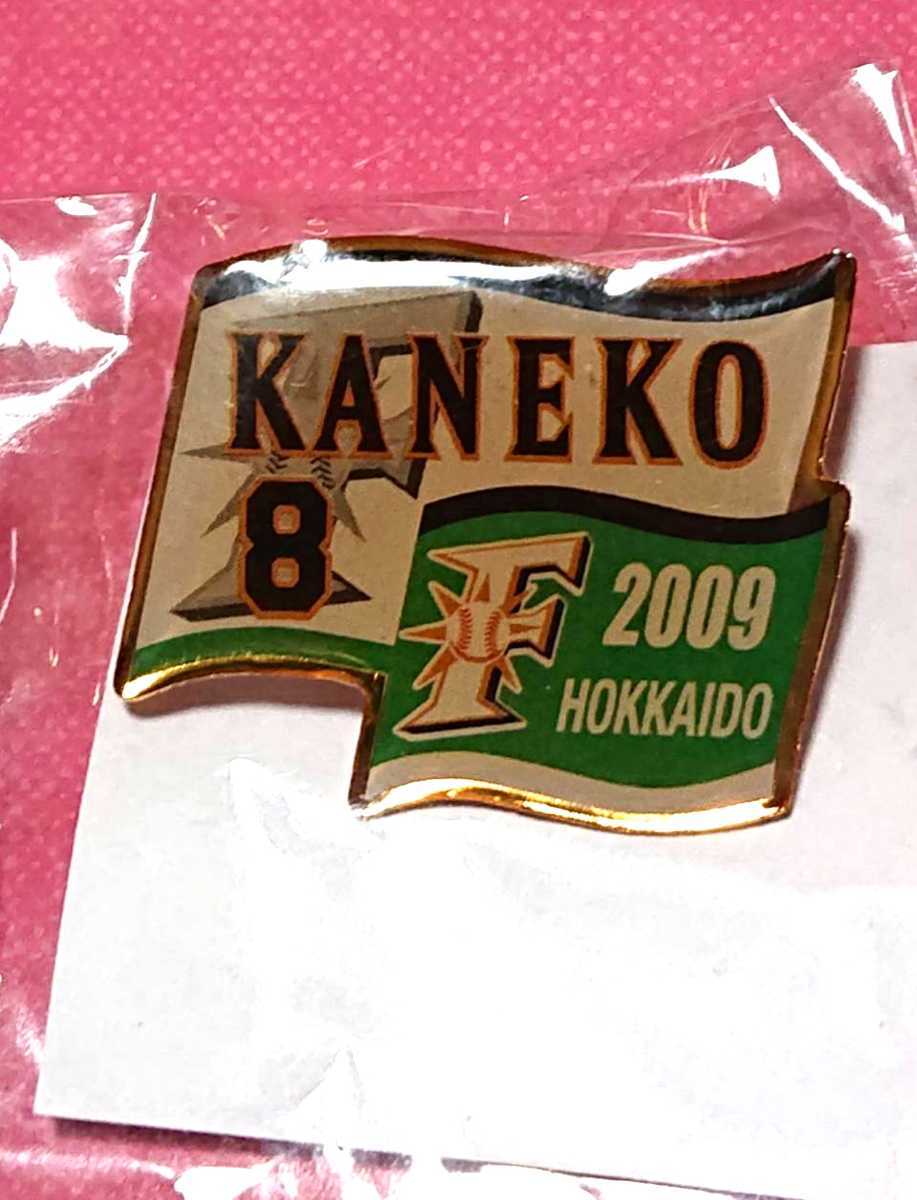 KANEKO
8
F
2009
HOKKAIDO